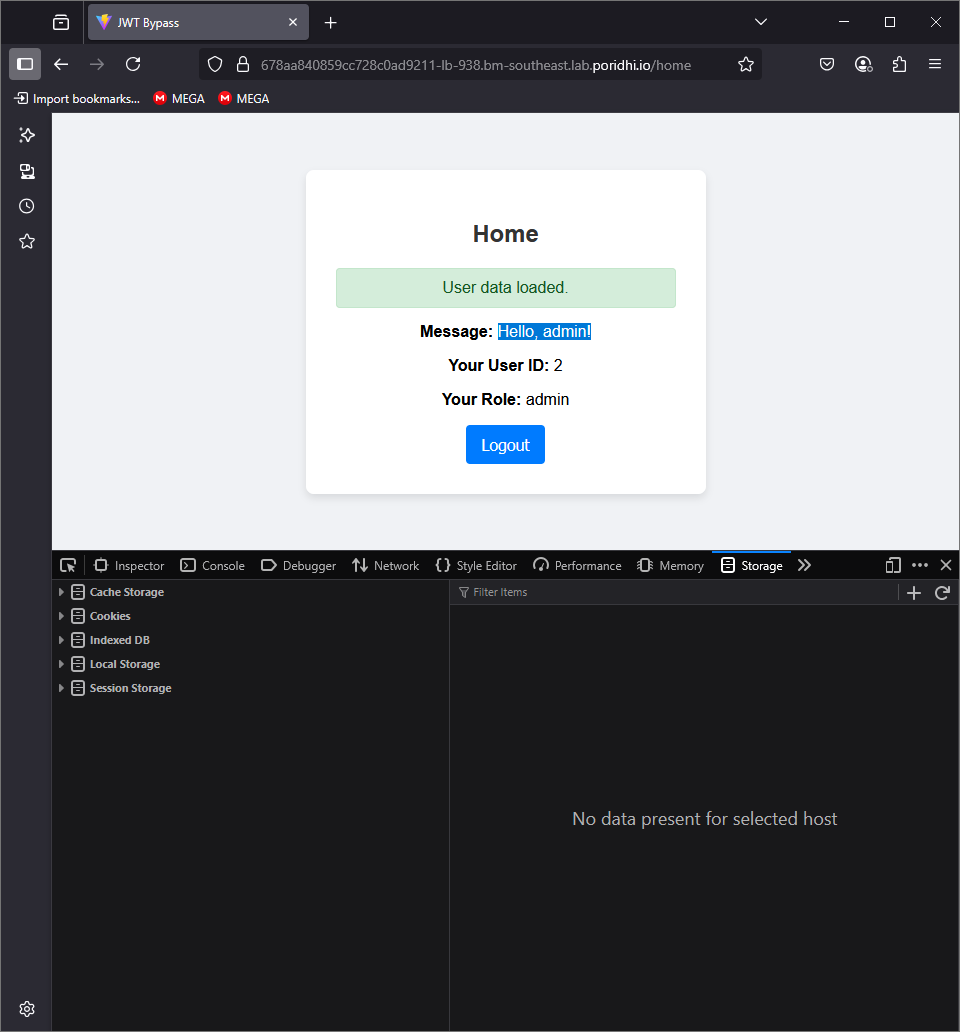 JWT Bypass
678aa840859cc728c0ad9211-lb-938.bm-southeast.lab.poridhi.io/home
Import bookmarks... MEGA MEGA
Home
User data loaded.
Message: Hello, admin!
Your User ID: 2
Your Role: admin
Logout
Inspector Console Debugger Network Style Editor Performance Memory Storage
Cache Storage
Cookies
Indexed DB
Local Storage
Session Storage
Filter Items
No data present for selected host